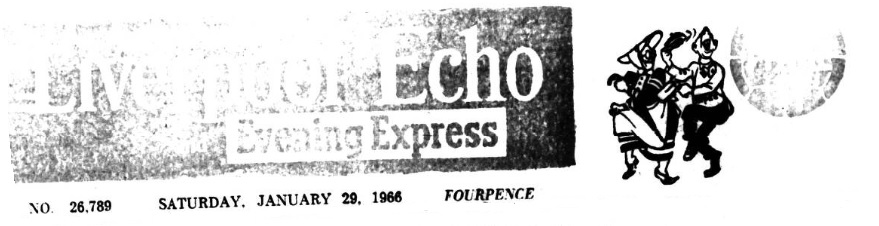 Liverpool Echo
Evening Express
NO. 26,789 SATURDAY, JANUARY 29, 1966 FOURPENCE